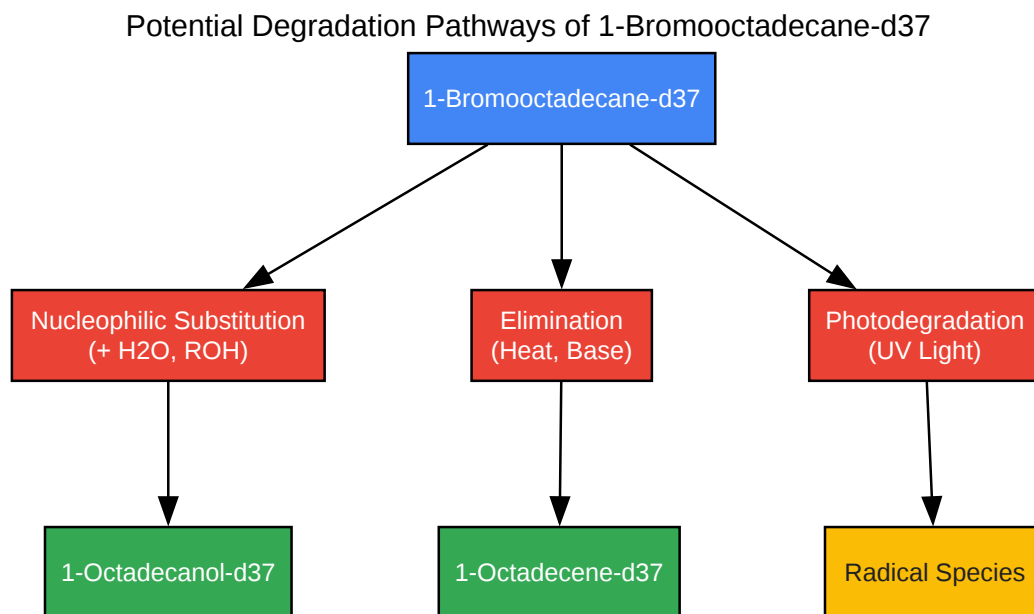 Potential Degradation Pathways of 1-Bromooctadecane-d37
1-Bromooctadecane-d37
Nucleophilic Substitution
(+ H2O, ROH)
Elimination
(Heat, Base)
Photodegradation
(UV Light)
1-Octadecanol-d37
1-Octadecene-d37
Radical Species